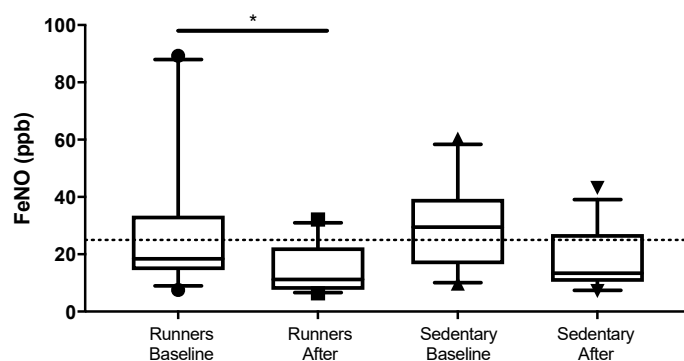 *
FeNO (ppb)
100
80
60
40
20
0
Runners
Baseline
Runners
After
Sedentary
Baseline
Sedentary
After